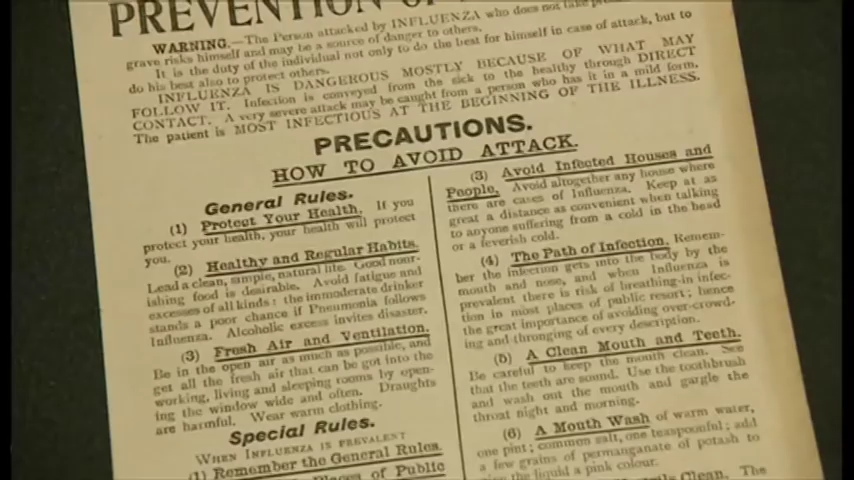 PREVENTION
WARNING.—The Person attacked by INFLUENZA who does not take
grave risks himself and may be a source of danger to others.
It is the duty of the individual not only to do the best for himself in case of attack, but to
do his best also to protect others.
INFLUENZA IS DANGEROUS MOSTLY BECAUSE OF WHAT MAY
FOLLOW IT. Infection is conveyed from the sick to the healthy through DIRECT
CONTACT. A very severe attack may be caught from a person who has it in a mild form.
The patient is MOST INFECTIOUS AT THE BEGINNING OF THE ILLNESS.
PRECAUTIONS.
HOW TO AVOID ATTACK.
General Rules.
(1) Protect Your Health. If you
protect your health, your health will protect
you.
(2) Healthy and Regular Habits.
Lead a clean, simple, natural life. Good nour-
ishing food is desirable. Avoid fatigue and
excesses of all kinds: the immoderate drinker
stands a poor chance if Pneumonia follows
Influenza. Alcoholic excess invites disaster.
(3) Fresh Air and Ventilation.
Be in the open air as much as possible, and
get all the fresh air that can be got into the
working, living and sleeping rooms by open-
ing the window wide and often. Draughts
are harmful. Wear warm clothing.
Special Rules.
WHEN INFLUENZA IS PREVALENT
(1) Remember the General Rules.
Places of Public
(3) Avoid Infected Houses and
People. Avoid altogether any house where
there are cases of Influenza. Keep at as
great a distance as convenient when talking
to anyone suffering from a cold in the head
or a feverish cold.
(4) The Path of Infection. Remem-
ber the infection gets into the body by the
mouth and nose, and when Influenza is
prevalent there is risk of breathing-in infec-
tion in most places of public resort; hence
the great importance of avoiding over-crowd-
ing and thronging of every description.
(5) A Clean Mouth and Teeth.
Be careful to keep the mouth clean. See
that the teeth are sound. Use the toothbrush
and wash out the mouth and gargle the
throat night and morning.
(6) A Mouth Wash of warm water,
one pint; common salt, one teaspoonful; add
a few grains of permanganate of potash to
the liquid a pink colour.
Clean. The